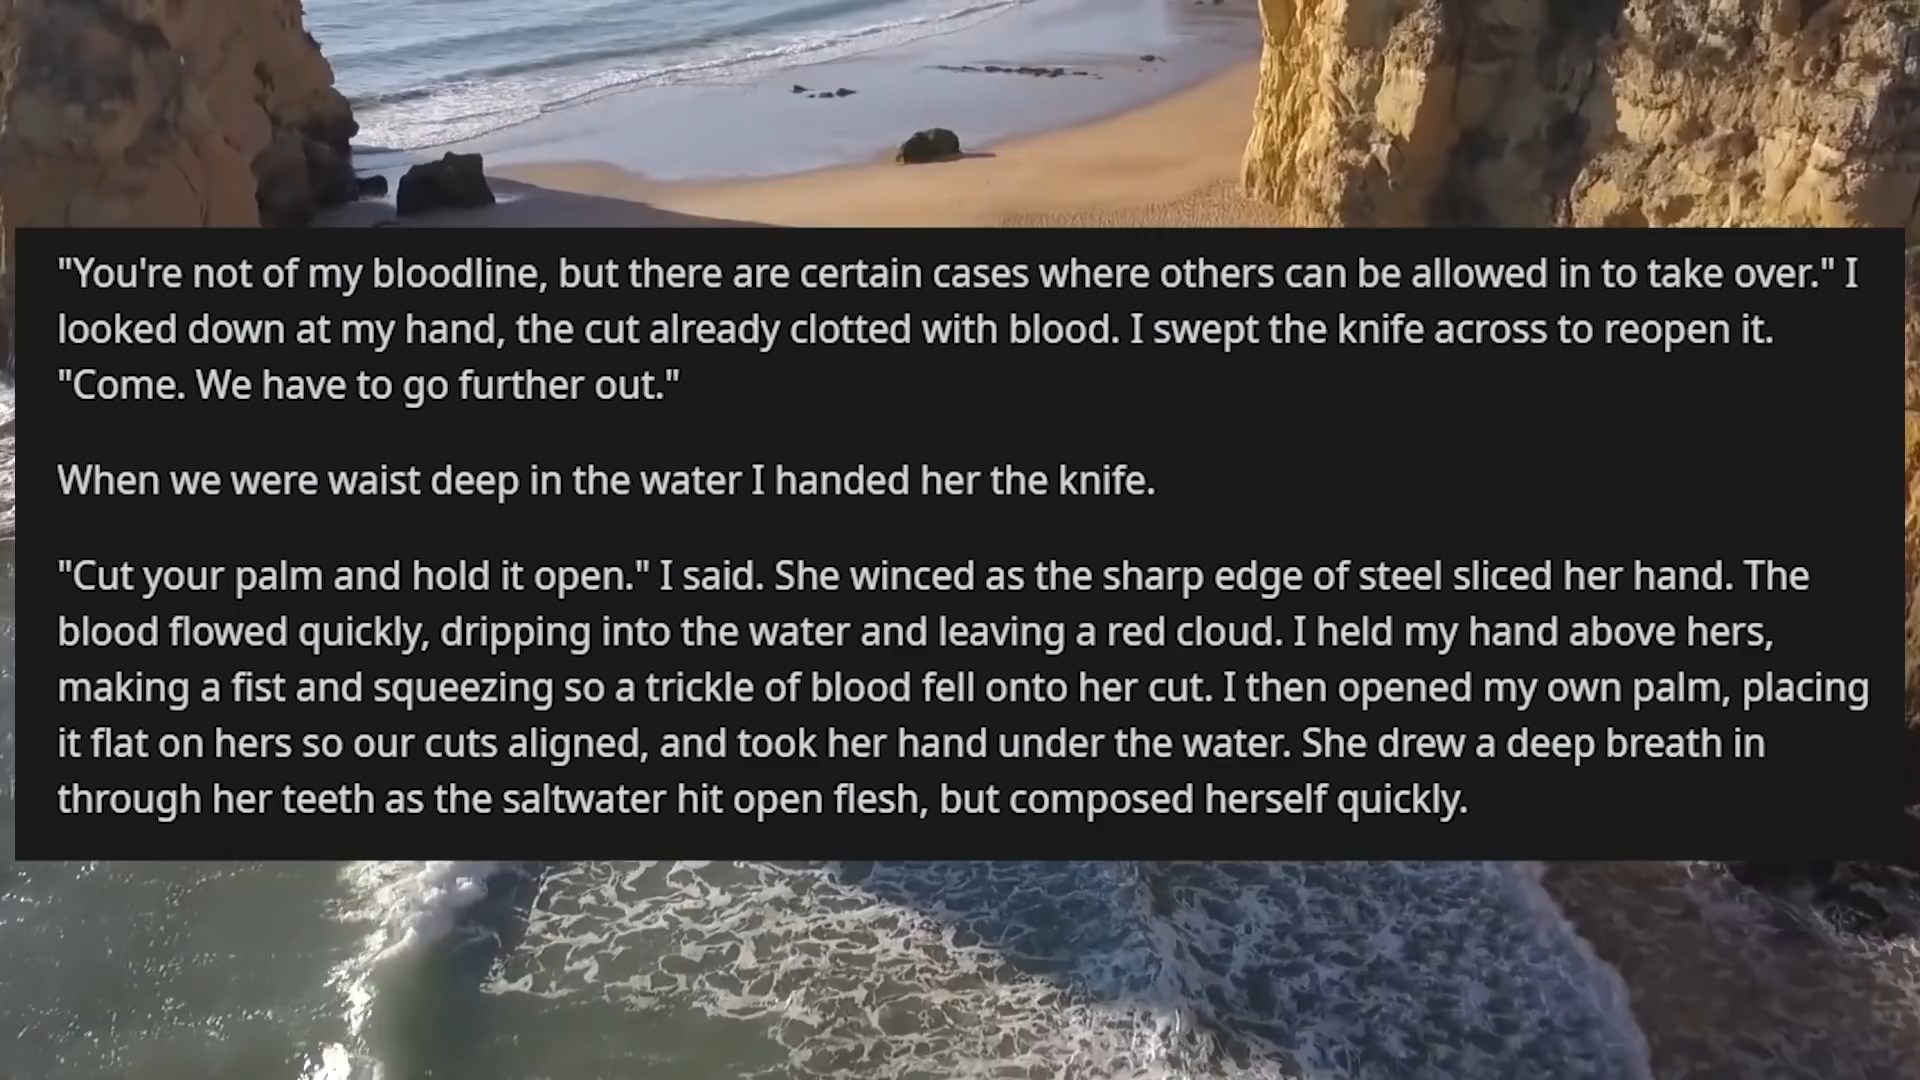 "You're not of my bloodline, but there are certain cases where others can be allowed in to take over." I
looked down at my hand, the cut already clotted with blood. I swept the knife across to reopen it.
"Come. We have to go further out."
When we were waist deep in the water I handed her the knife.
"Cut your palm and hold it open." I said. She winced as the sharp edge of steel sliced her hand. The
blood flowed quickly, dripping into the water and leaving a red cloud. I held my hand above hers,
making a fist and squeezing so a trickle of blood fell onto her cut. I then opened my own palm, placing
it flat on hers so our cuts aligned, and took her hand under the water. She drew a deep breath in
through her teeth as the saltwater hit open flesh, but composed herself quickly.